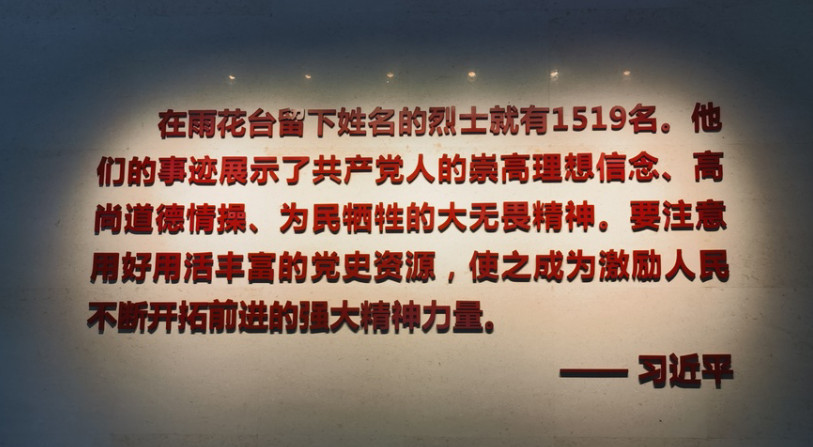 在雨花台留下姓名的烈士就有1519名。他
们的事迹展示了共产党人的崇高理想信念、高
尚道德情操、为民牺牲的大无畏精神。要注意
用好用活丰富的党史资源，使之成为激励人民
不断开拓前进的强大精神力量。
—— 习近平